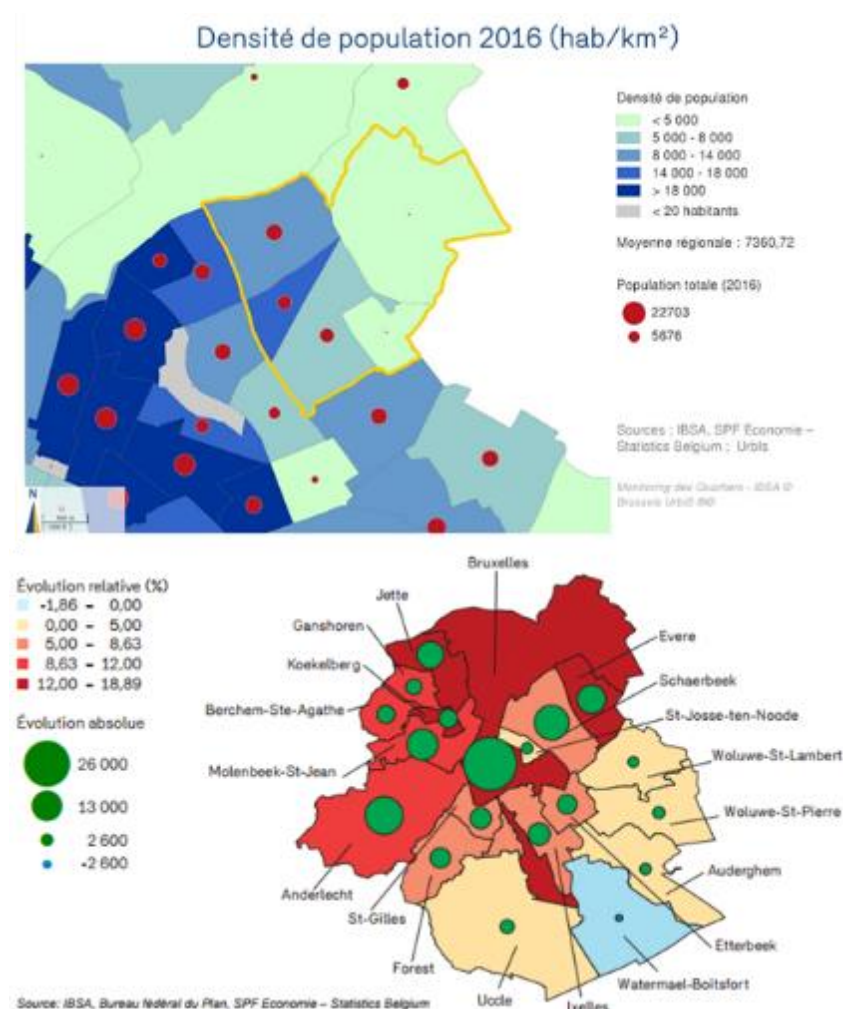 Densité de population 2016 (hab/km²)
Densité de population
< 5 000
5 000 - 8 000
8 000 - 14 000
14 000 - 18 000
> 18 000
< 20 habitants
Moyenne régionale : 7360,72
Population totale (2016)
22703
5676
Sources : IBSA, SPF Économie –
Statistics Belgium ; UrbIs
Monitoring des Quartiers - IBSA ©
N
Évolution relative (%)
-1,86 - 0,00
0,00 - 5,00
5,00 - 8,63
8,63 - 12,00
12,00 - 18,89
Évolution absolue
26 000
13 000
2 600
-2 600
Bruxelles
Jette
Ganshoren
Koekelberg
Berchem-Ste-Agathe
Molenbeek-St-Jean
Anderlecht
St-Gilles
Forest
Uccle
Ixelles
Watermael-Boitsfort
Etterbeek
Auderghem
Woluwe-St-Pierre
Woluwe-St-Lambert
St-Josse-ten-Noode
Schaerbeek
Evere
Source: IBSA, Bureau fédéral du Plan, SPF Economie – Statistics Belgium